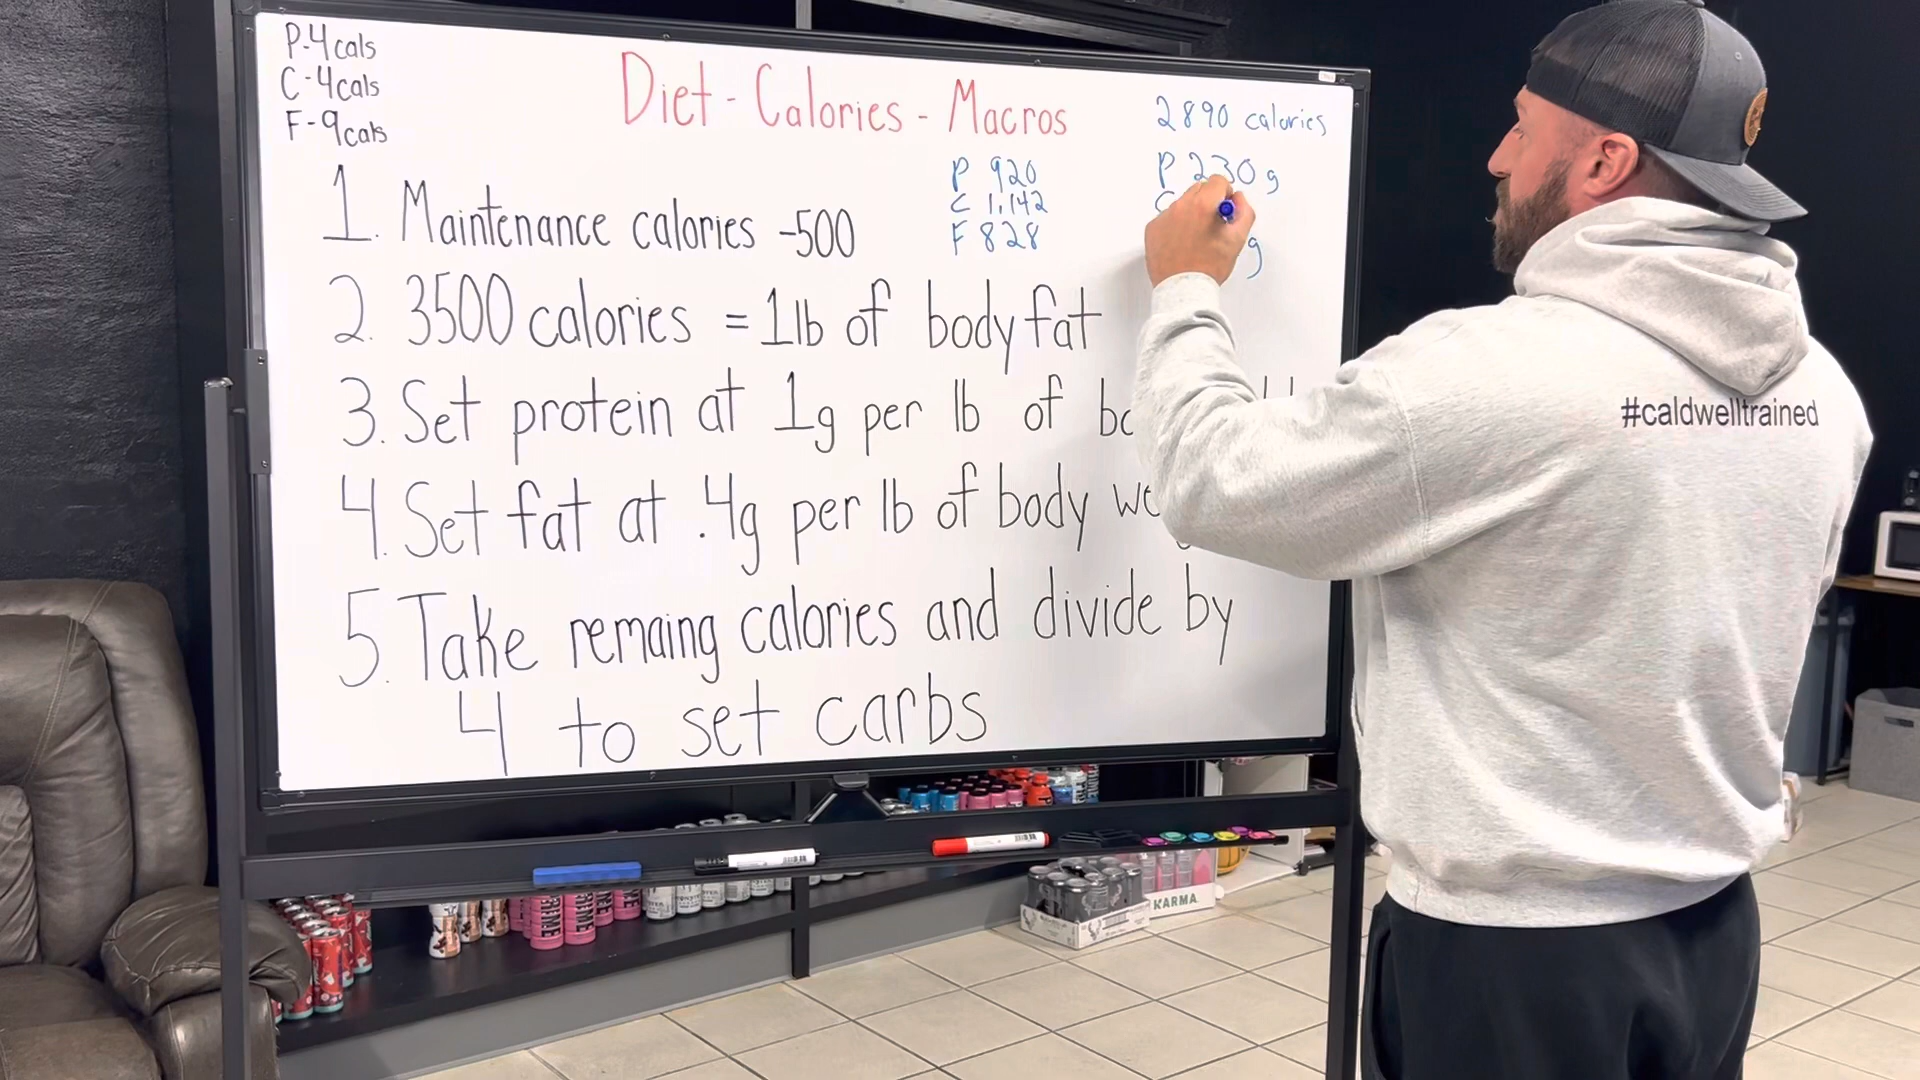 P-4cals
C-4cals
F-9cals
Diet - Calories - Macros
2890 calories
P 920
C 1,142
F 828
P 230g
C
g
1. Maintenance calories -500
2. 3500 calories = 1lb of body fat
3. Set protein at 1g per lb of
4. Set fat at .4g per lb of body
5. Take remaing calories and divide by
4 to set carbs
#caldwelltrained
KARMA